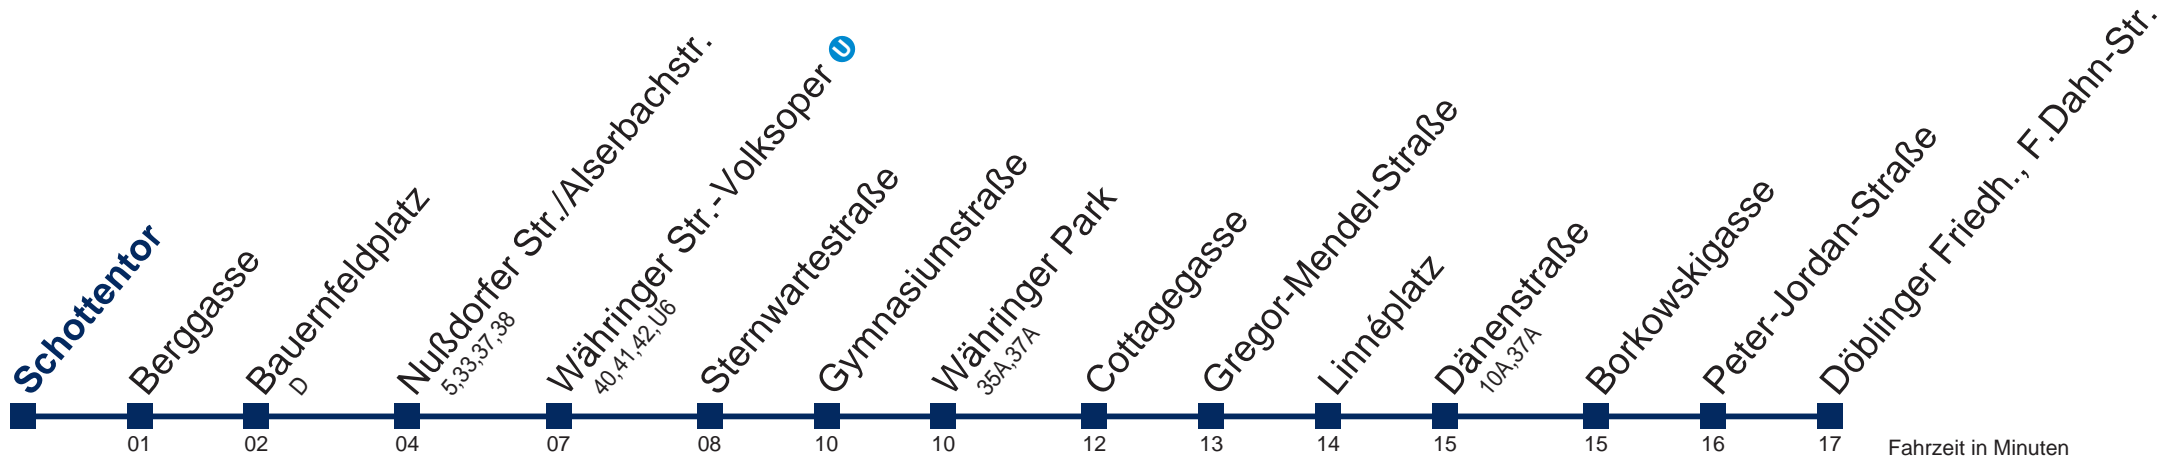 Schottentor
Berggasse
Bauernfeldplatz
D
Nußdorfer Str./Alserbachstr.
5,33,37,38
Währinger Str.-Volksoper U
40,41,42,U6
Sternwartestraße
Gymnasiumstraße
Währinger Park
35A,37A
Cottagegasse
Gregor-Mendel-Straße
Linnéplatz
Dänenstraße
10A,37A
Borkowskigasse
Peter-Jordan-Straße
Döblinger Friedh., F.Dahn-Str.
01 02 04 07 08 10 10 12 13 14 15 15 16 17
Fahrzeit in Minuten